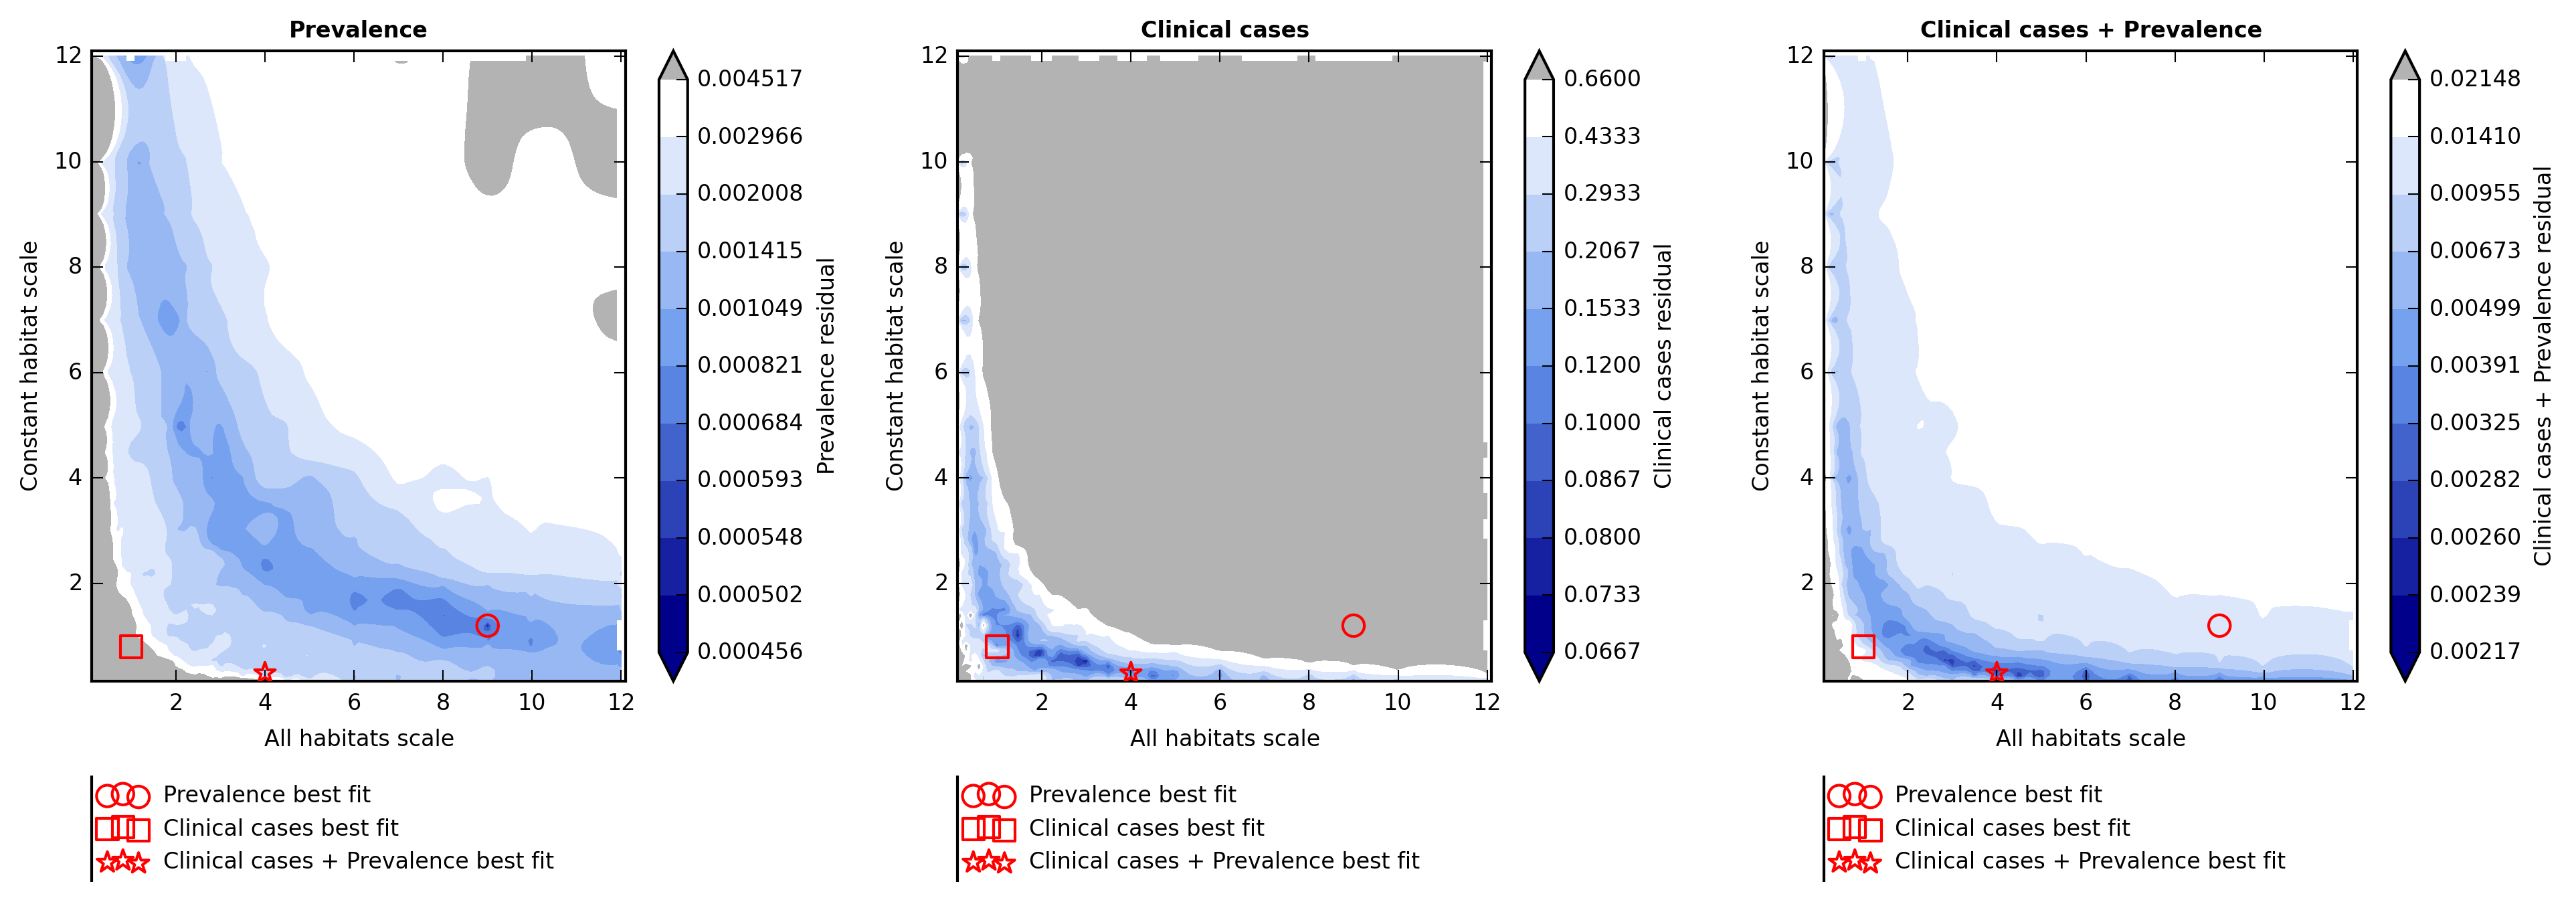 Prevalence
12
10
8
6
4
2
Constant habitat scale
2 4 6 8 10 12
All habitats scale
0.004517
0.002966
0.002008
0.001415
0.001049
0.000821
0.000684
0.000593
0.000548
0.000502
0.000456
Prevalence residual
Prevalence best fit
Clinical cases best fit
Clinical cases + Prevalence best fit
Clinical cases
12
10
8
6
4
2
Constant habitat scale
2 4 6 8 10 12
All habitats scale
0.6600
0.4333
0.2933
0.2067
0.1533
0.1200
0.1000
0.0867
0.0800
0.0733
0.0667
Clinical cases residual
Prevalence best fit
Clinical cases best fit
Clinical cases + Prevalence best fit
Clinical cases + Prevalence
12
10
8
6
4
2
Constant habitat scale
2 4 6 8 10 12
All habitats scale
0.02148
0.01410
0.00955
0.00673
0.00499
0.00391
0.00325
0.00282
0.00260
0.00239
0.00217
Clinical cases + Prevalence residual
Prevalence best fit
Clinical cases best fit
Clinical cases + Prevalence best fit